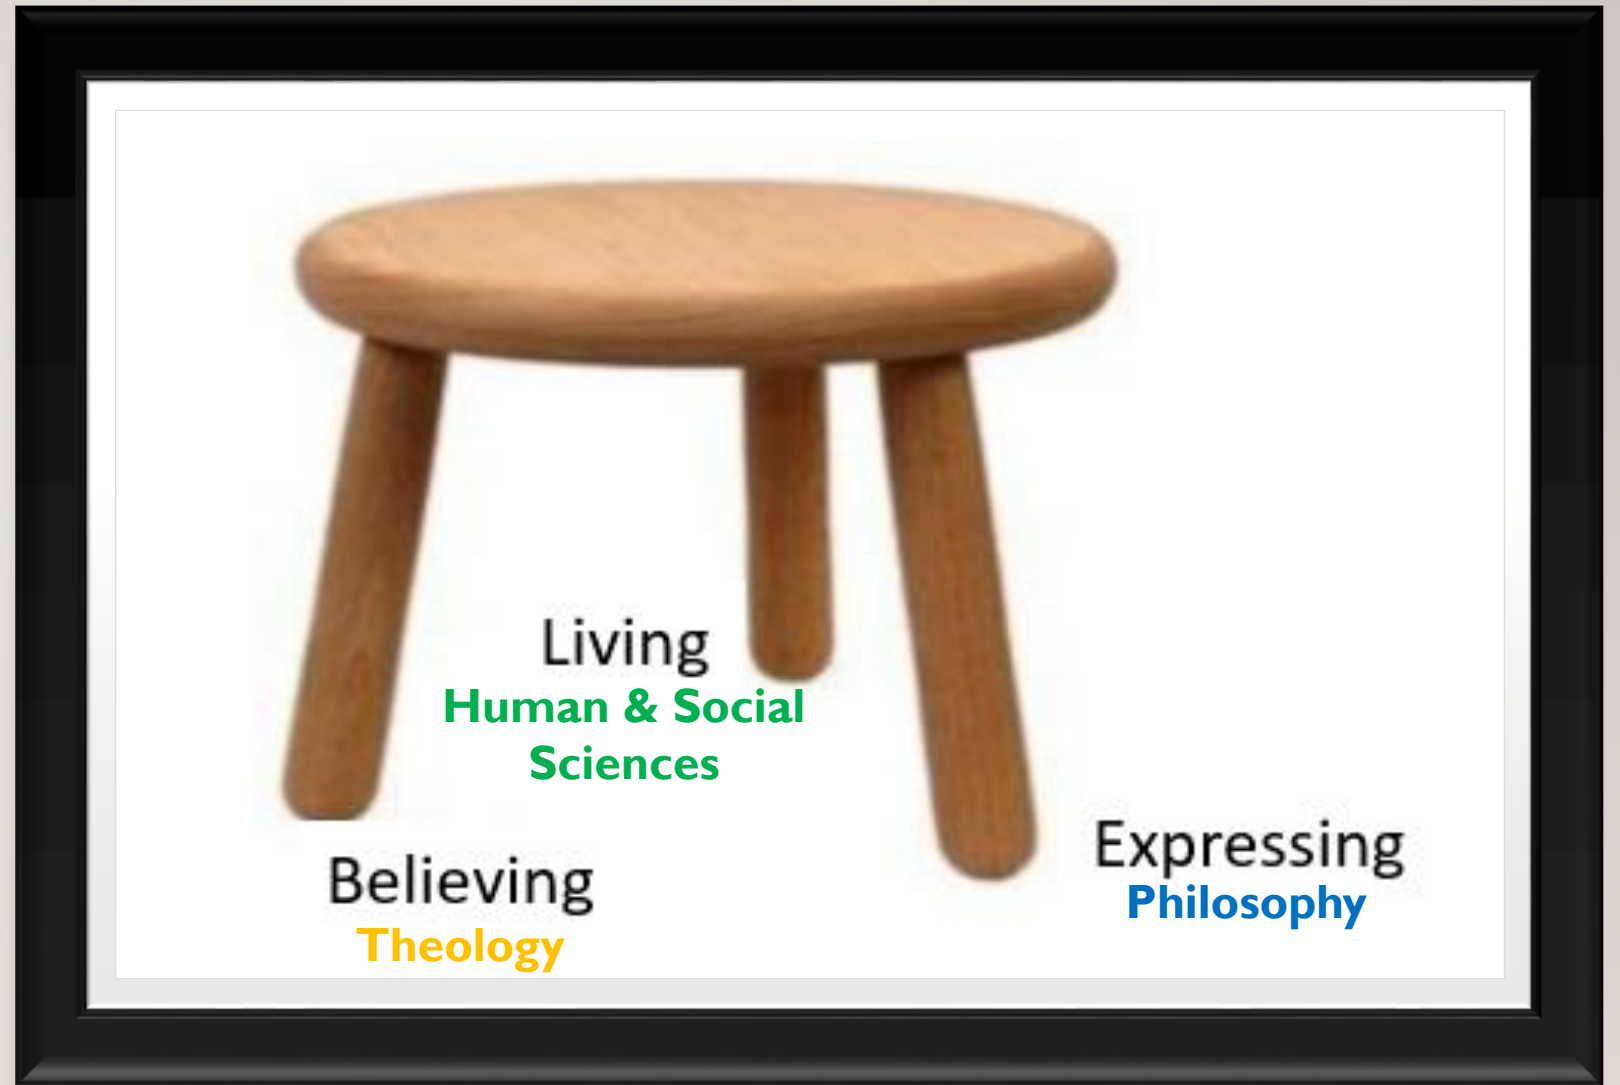 Living
Human & Social
Sciences
Believing
Theology
Expressing
Philosophy